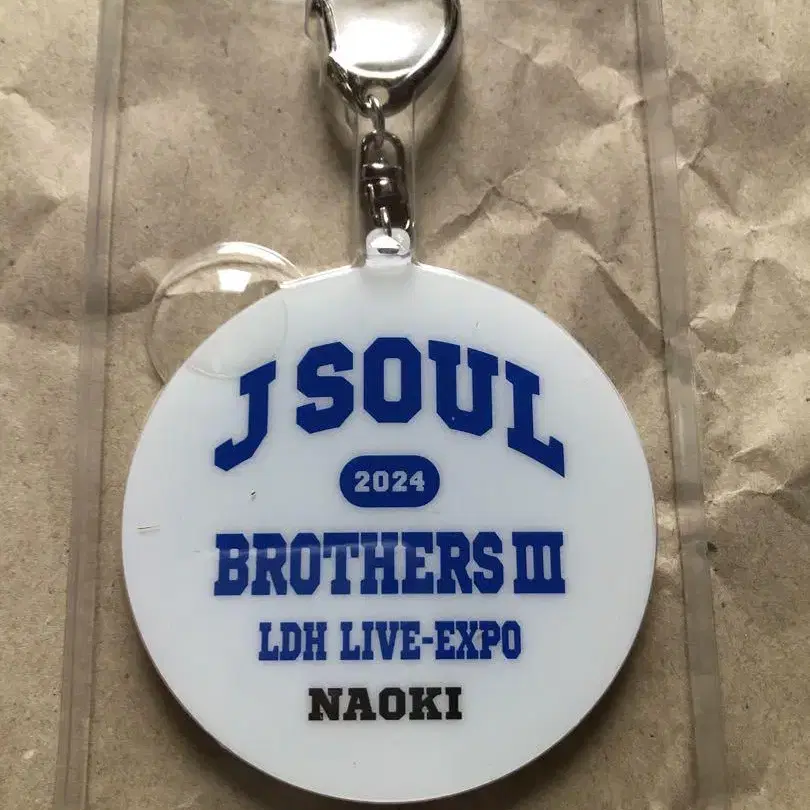 J SOUL
2024
BROTHERS III
LDH LIVE-EXPO
NAOKI